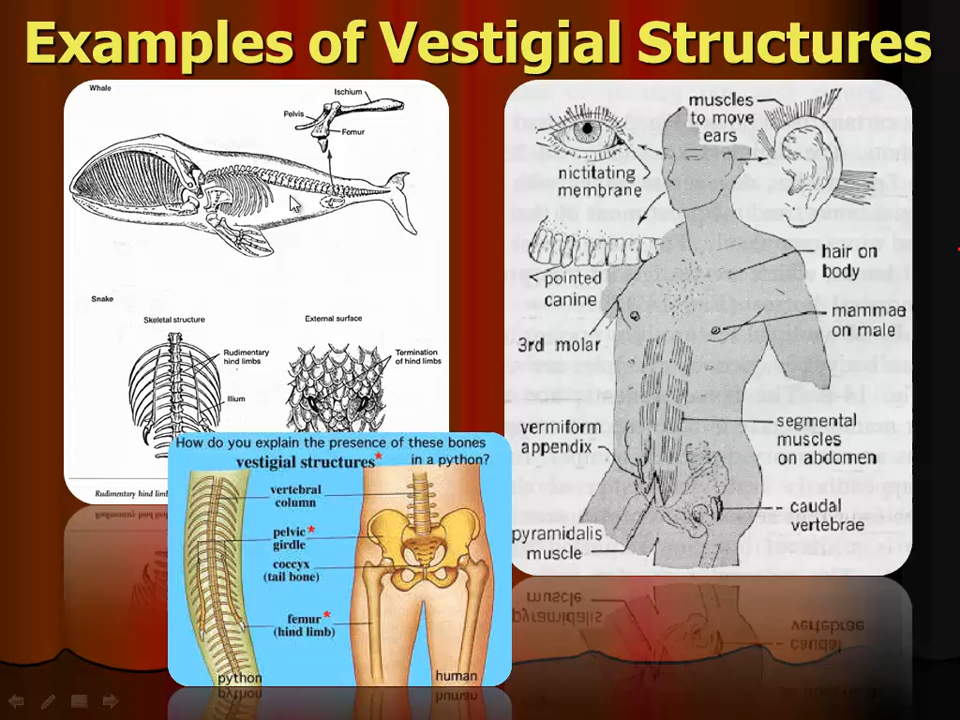 Examples of Vestigial Structures
Whale
Ischium
Pelvis
Femur
Snake
Skeletal structure
External surface
Rudimentary
hind limbs
Ilium
Termination
of hind limbs
Rudimentary hind limb
How do you explain the presence of these bones
vestigial structures* in a python?
vertebral
column
pelvic*
girdle
coccyx
(tail bone)
femur*
(hind limb)
python
human
muscles
to move
ears
nictitating
membrane
pointed
canine
3rd molar
hair on
body
mammae
on male
vermiform
appendix
segmental
muscles
on abdomen
caudal
vertebrae
pyramidalis
muscle